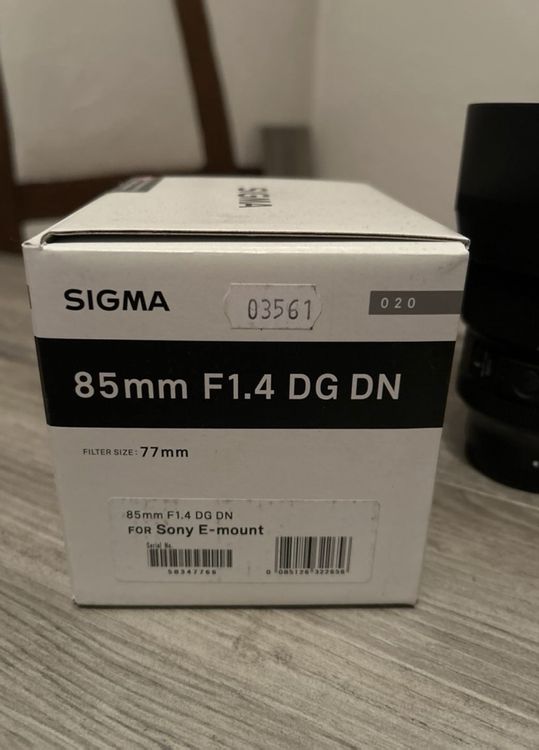 SIGMA
SIGMA
03561
020
85mm F1.4 DG DN
FILTER SIZE: 77mm
85mm F1.4 DG DN
FOR Sony E-mount
Serial No.
58347766
0 085126 322656